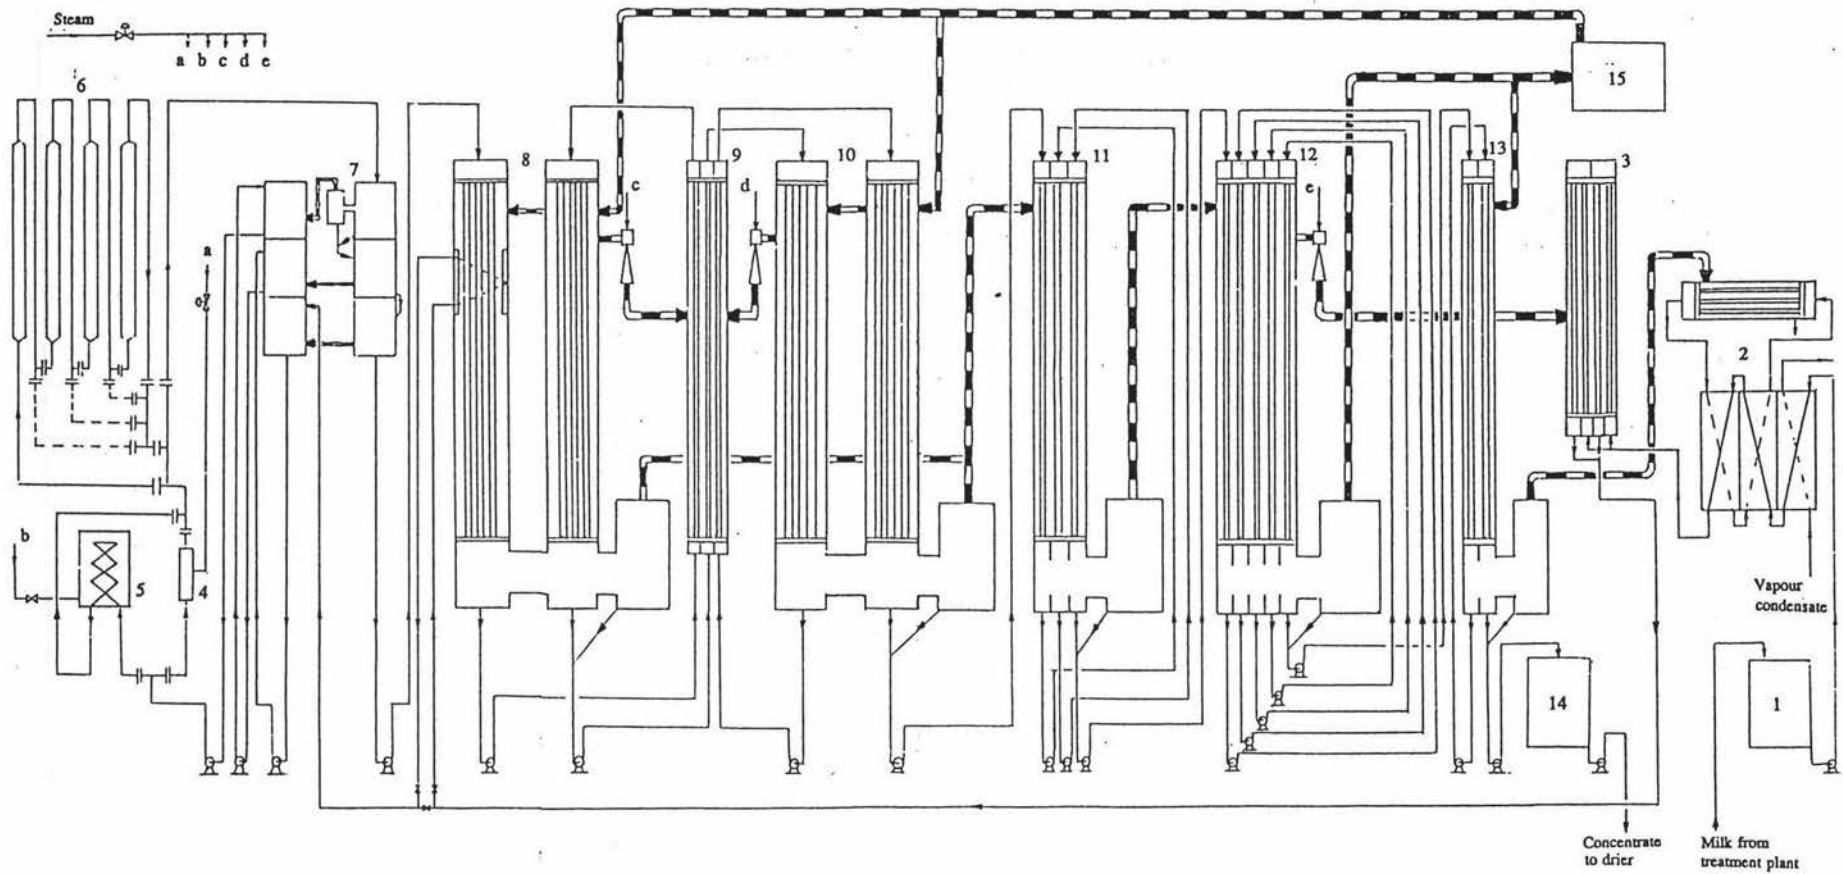 Steam
a b c d e
6
15
7
8
9
10
11
12
13
3
c
d
e
a
2
b
5
4
Vapour
condensate
14
1
Concentrate
to drier
Milk from
treatment plant